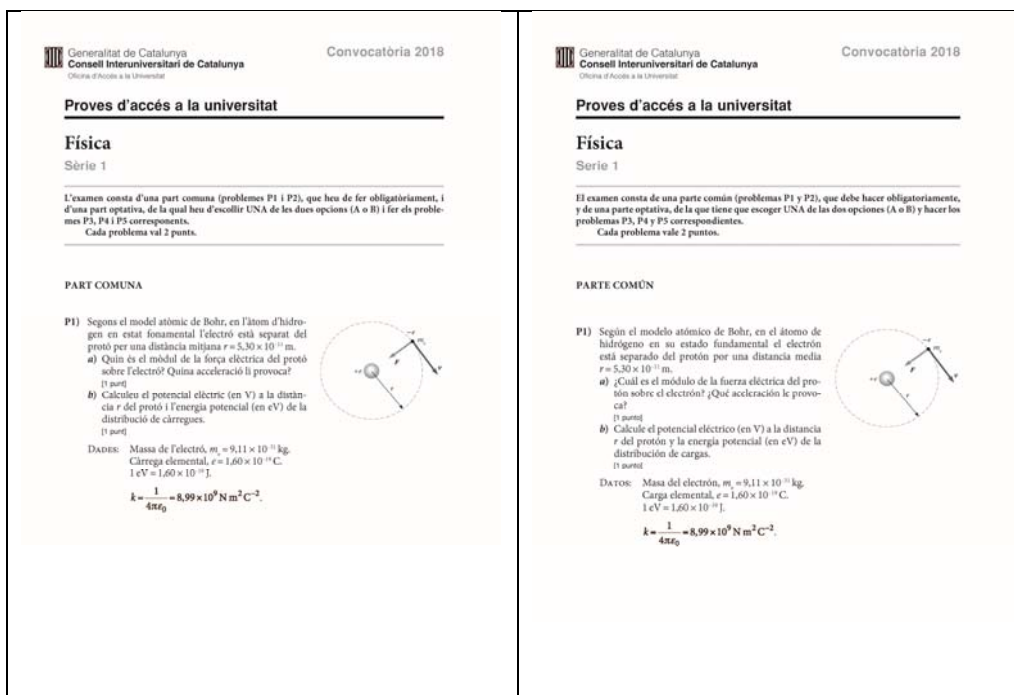 Generalitat de Catalunya
Consell Interuniversitari de Catalunya
Oficina d'Accés a la Universitat
Convocatòria 2018
Proves d'accés a la universitat
Física
Sèrie 1
L'examen consta d'una part comuna (problemes P1 i P2), que heu de fer obligatòriament, i
d'una part optativa, de la qual heu d'escollir UNA de les dues opcions (A o B) i fer els proble-
mes P3, P4 i P5 corresponents.
Cada problema val 2 punts.
PART COMUNA
P1) Segons el model atòmic de Bohr, en l'àtom d'hidro-
gen en estat fonamental l'electró està separat del
protó per una distància mitjana r = 5,30 × 10⁻¹¹ m.
a) Quin és el mòdul de la força elèctrica del protó
sobre l'electró? Quina acceleració li provoca?
[1 punt]
b) Calculeu el potencial elèctric (en V) a la distàn-
cia r del protó i l'energia potencial (en eV) de la
distribució de càrregues.
[1 punt]
DADES: Massa de l'electró, mₑ = 9,11 × 10⁻³¹ kg.
Càrrega elemental, e = 1,60 × 10⁻¹⁹ C.
1 eV = 1,60 × 10⁻¹⁹ J.
k = 1/4πε₀ = 8,99 × 10⁹ N m² C⁻².
Generalitat de Catalunya
Consell Interuniversitari de Catalunya
Oficina d'Accés a la Universitat
Convocatòria 2018
Proves d'accés a la universitat
Física
Serie 1
El examen consta de una parte común (problemas P1 y P2), que debe hacer obligatoriamente,
y de una parte optativa, de la que tiene que escoger UNA de las dos opciones (A o B) y hacer los
problemas P3, P4 y P5 correspondientes.
Cada problema vale 2 puntos.
PARTE COMÚN
P1) Según el modelo atómico de Bohr, en el átomo de
hidrógeno en su estado fundamental el electrón
está separado del protón por una distancia media
r = 5,30 × 10⁻¹¹ m.
a) ¿Cuál es el módulo de la fuerza eléctrica del pro-
tón sobre el electrón? ¿Qué aceleración le provo-
ca?
[1 punto]
b) Calcule el potencial eléctrico (en V) a la distancia
r del protón y la energía potencial (en eV) de la
distribución de cargas.
[1 punto]
DATOS: Masa del electrón, mₑ = 9,11 × 10⁻³¹ kg.
Carga elemental, e = 1,60 × 10⁻¹⁹ C.
1 eV = 1,60 × 10⁻¹⁹ J.
k = 1/4πε₀ = 8,99 × 10⁹ N m² C⁻².